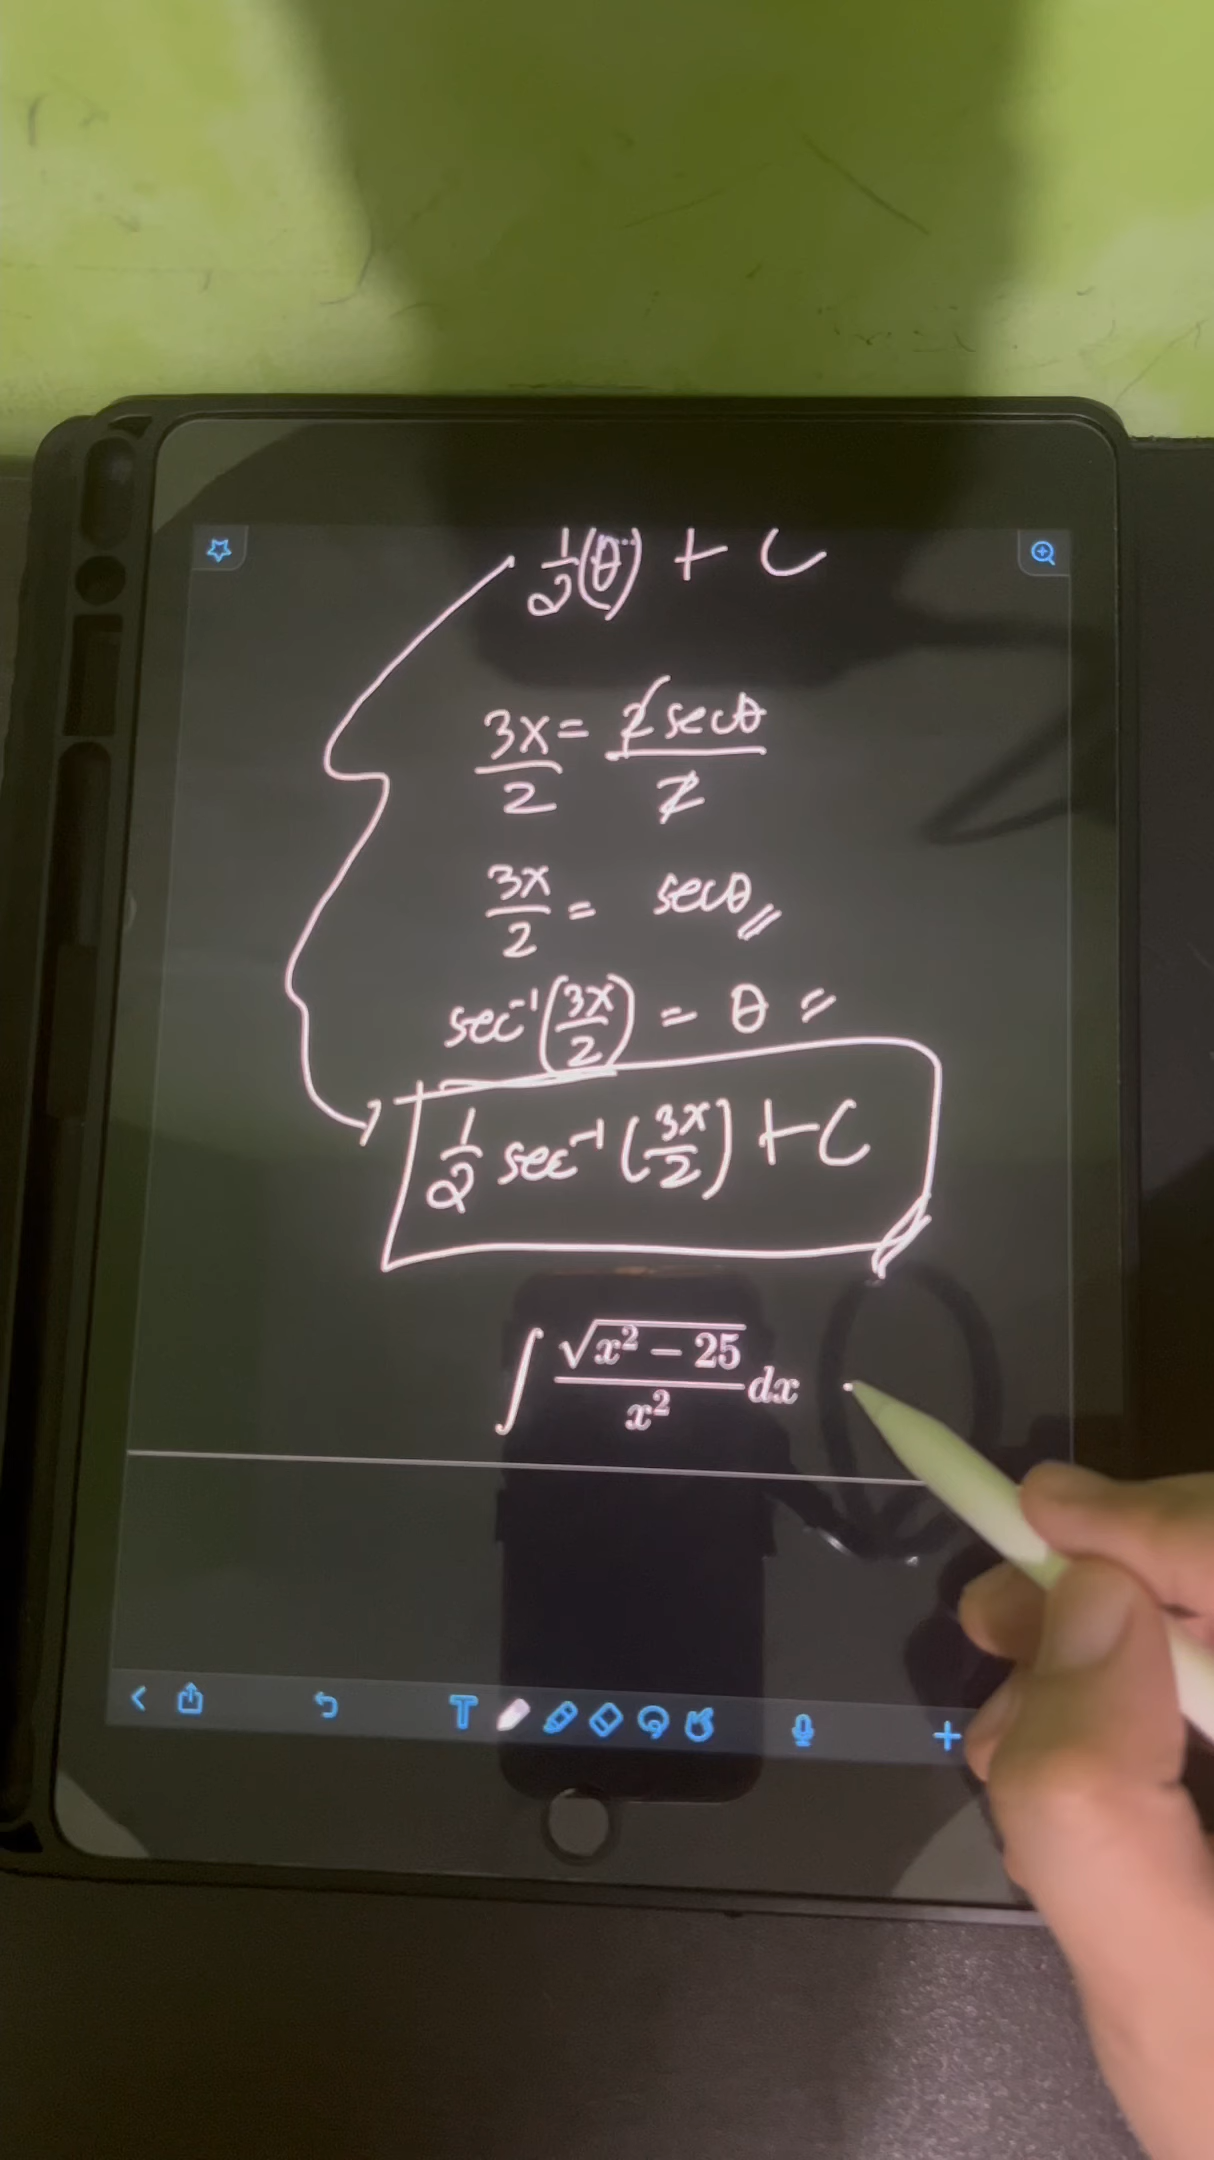 1/2(θ) + C
3x/2 = 2secθ/2
3x/2 = secθ
sec⁻¹(3x/2) = θ
1/2 sec⁻¹(3x/2) + C
∫ √(x² − 25)/x² dx
T